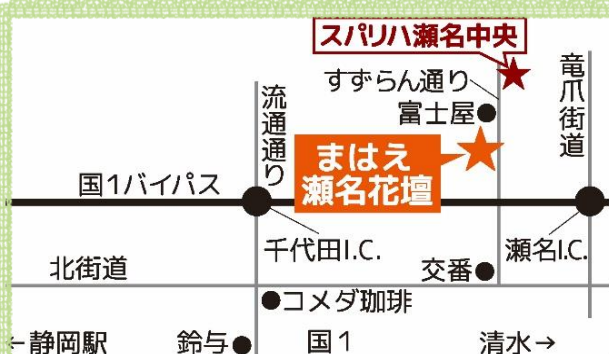 スパリハ瀬名中央
すずらん通り
竜爪街道
流通通り
富士屋
まはえ
瀬名花壇
国1バイパス
千代田I.C.
瀬名I.C.
北街道
交番
コメダ珈琲
←静岡駅
鈴与
国1
清水→